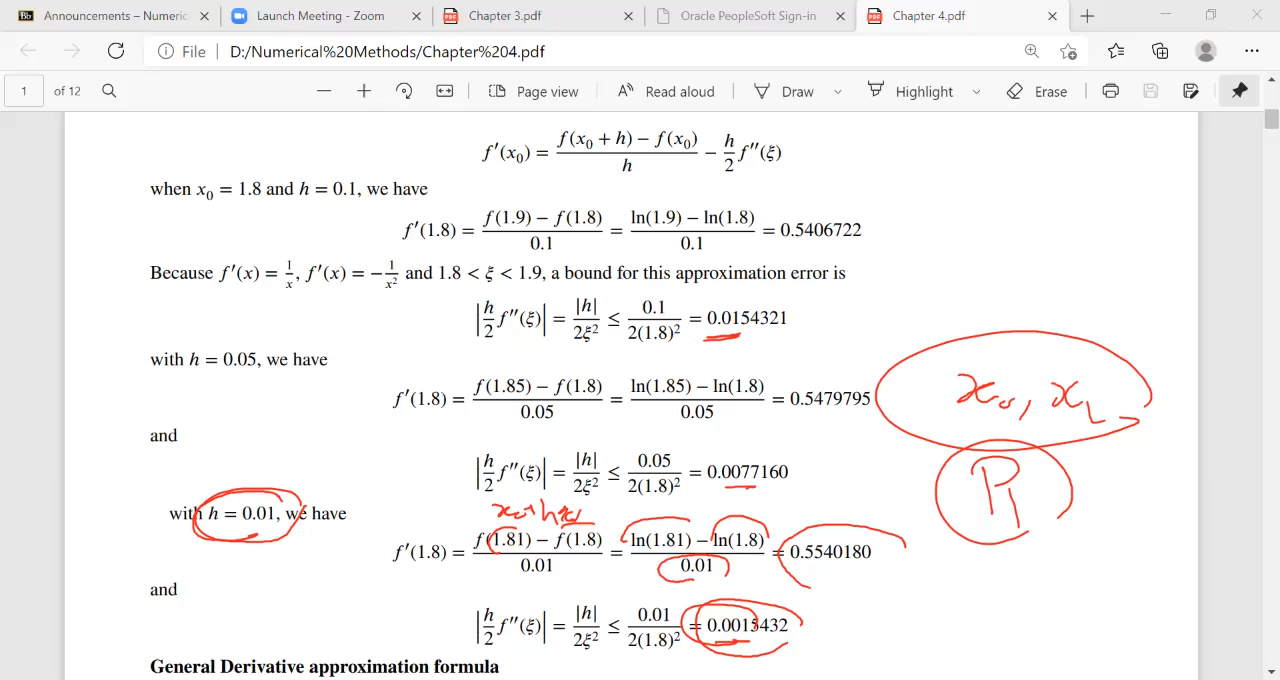 Announcements – Numeric
Launch Meeting - Zoom
Chapter 3.pdf
Oracle PeopleSoft Sign-in
Chapter 4.pdf
File | D:/Numerical%20Methods/Chapter%204.pdf
1 of 12 Page view Read aloud Draw Highlight Erase
f′(x₀) = (f(x₀ + h) − f(x₀))/h − h/2 f″(ξ)
when x₀ = 1.8 and h = 0.1, we have
f′(1.8) = (f(1.9) − f(1.8))/0.1 = (ln(1.9) − ln(1.8))/0.1 = 0.5406722
Because f′(x) = 1/x, f′(x) = −1/x² and 1.8 < ξ < 1.9, a bound for this approximation error is
|h/2 f″(ξ)| = |h|/2ξ² ≤ 0.1/2(1.8)² = 0.0154321
with h = 0.05, we have
f′(1.8) = (f(1.85) − f(1.8))/0.05 = (ln(1.85) − ln(1.8))/0.05 = 0.5479795
x₀, x₁
and
|h/2 f″(ξ)| = |h|/2ξ² ≤ 0.05/2(1.8)² = 0.0077160
P₁
with h = 0.01, we have
x₀+h x₀
f′(1.8) = (f(1.81) − f(1.8))/0.01 = (ln(1.81) − ln(1.8))/0.01 = 0.5540180
and
|h/2 f″(ξ)| = |h|/2ξ² ≤ 0.01/2(1.8)² = 0.0015432
General Derivative approximation formula